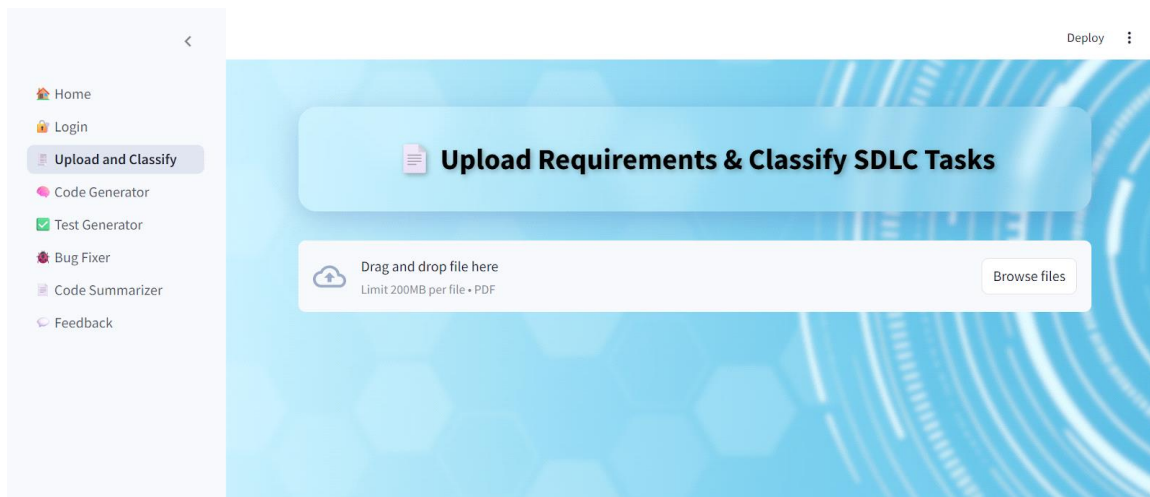 Deploy
Home
Login
Upload and Classify
Code Generator
Test Generator
Bug Fixer
Code Summarizer
Feedback
Upload Requirements & Classify SDLC Tasks
Drag and drop file here
Limit 200MB per file • PDF
Browse files